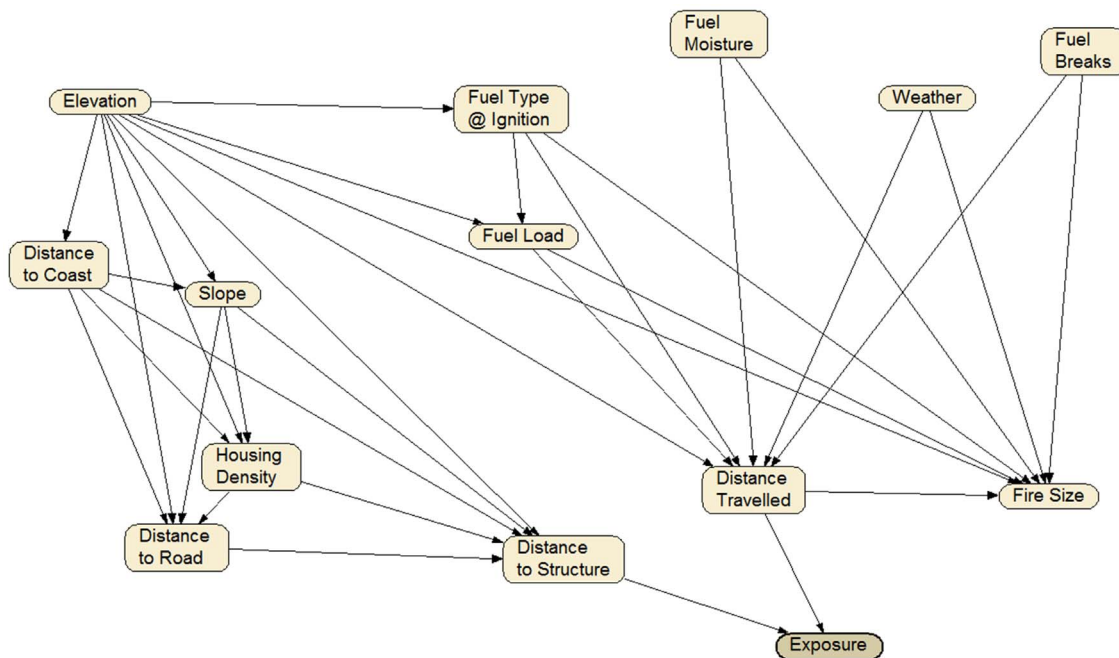 Fuel
Moisture
Fuel
Breaks
Elevation
Fuel Type
@ Ignition
Weather
Fuel Load
Distance
to Coast
Slope
Housing
Density
Distance
Travelled
Fire Size
Distance
to Road
Distance
to Structure
Exposure